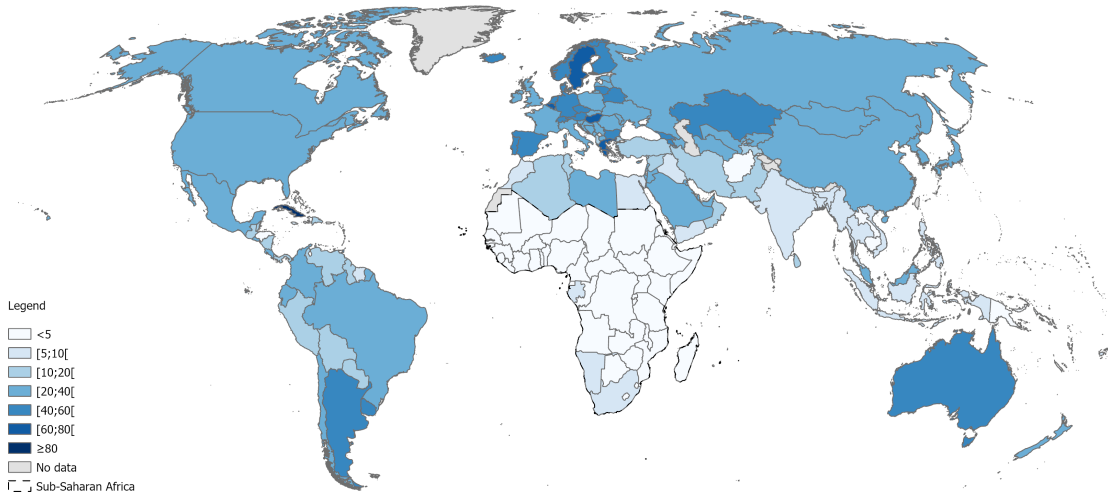 Legend
<5
[5;10[
[10;20[
[20;40[
[40;60[
[60;80[
≥80
No data
Sub-Saharan Africa